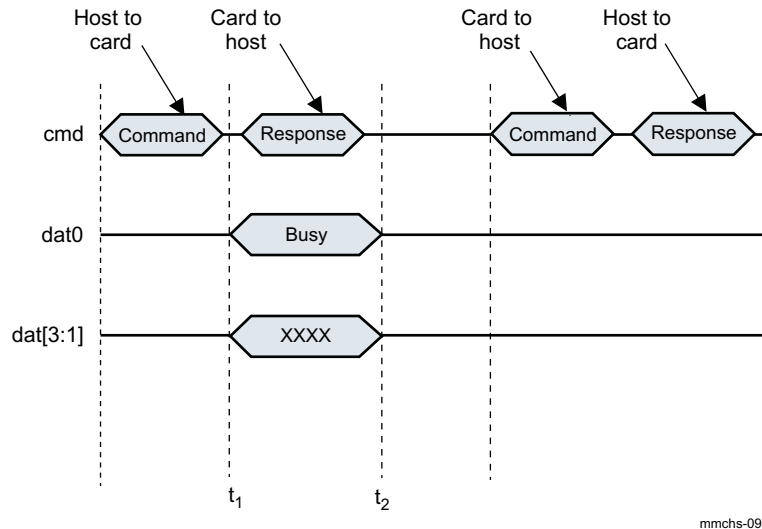 Host to
card
Card to
host
Card to
host
Host to
card
cmd
Command
Response
Command
Response
dat0
Busy
dat[3:1]
XXXX
t1
t2
mmchs-09